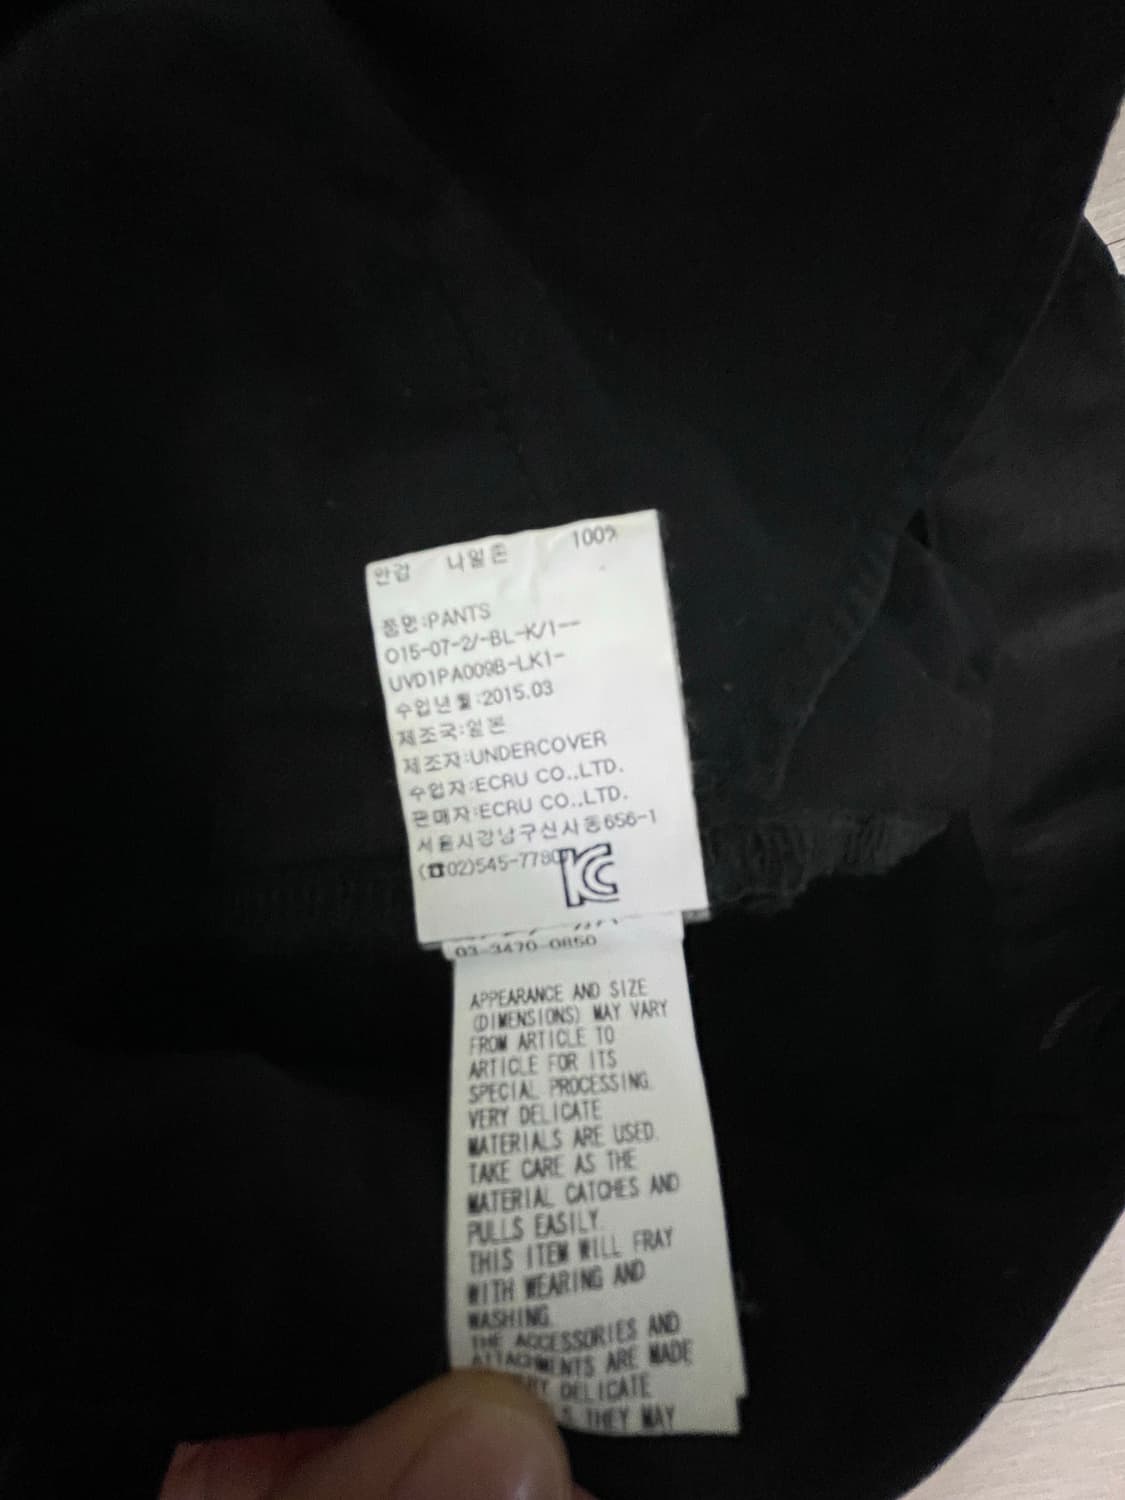 안감 나일론 100%
품명:PANTS
O15-07-2/-BL-K/1--
UVD1PA009B-LK1-
수입년월:2015.03
제조국:일본
제조자:UNDERCOVER
수입자:ECRU CO.,LTD.
판매자:ECRU CO.,LTD.
서울시강남구신사동656-1
(☎02)545-7780
KC
03-3470-0850
APPEARANCE AND SIZE
(DIMENSIONS) MAY VARY
FROM ARTICLE TO
ARTICLE FOR ITS
SPECIAL PROCESSING.
VERY DELICATE
MATERIALS ARE USED.
TAKE CARE AS THE
MATERIAL CATCHES AND
PULLS EASILY.
THIS ITEM WILL FRAY
WITH WEARING AND
WASHING.
THE ACCESSORIES AND
ATTACHMENTS ARE MADE
DELICATE
THEY MAY